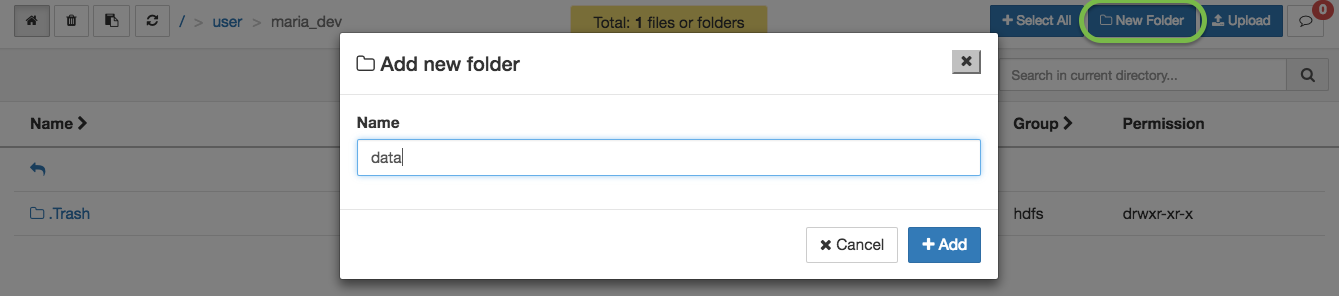 / > user > maria_dev
Total: 1 files or folders
Select All
New Folder
Upload
0
Add new folder
Search in current directory...
Name
Group
Permission
Name
data
.Trash
hdfs
drwxr-xr-x
Cancel
Add